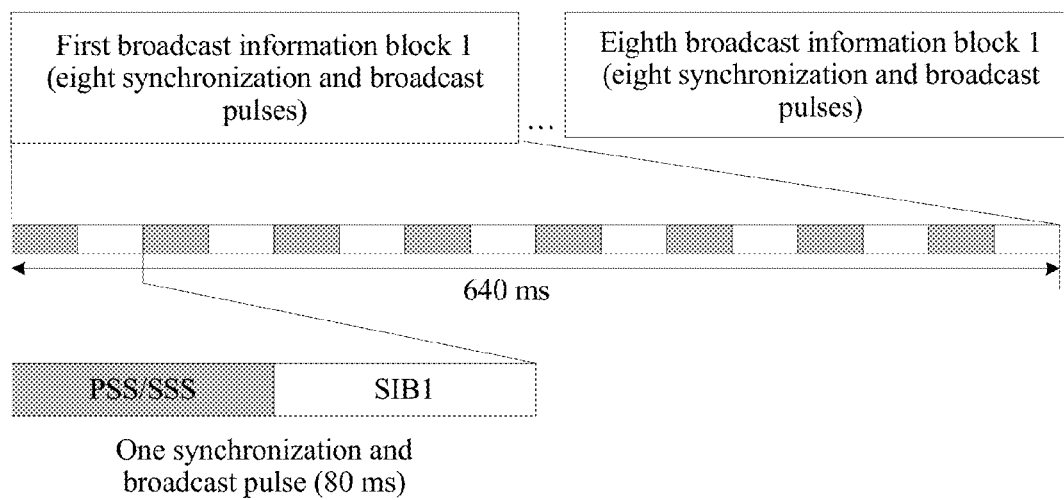 First broadcast information block 1
(eight synchronization and broadcast
pulses)
Eighth broadcast information block 1
(eight synchronization and broadcast
pulses)
...
640 ms
PSS/SSS
SIB1
One synchronization and
broadcast pulse (80 ms)